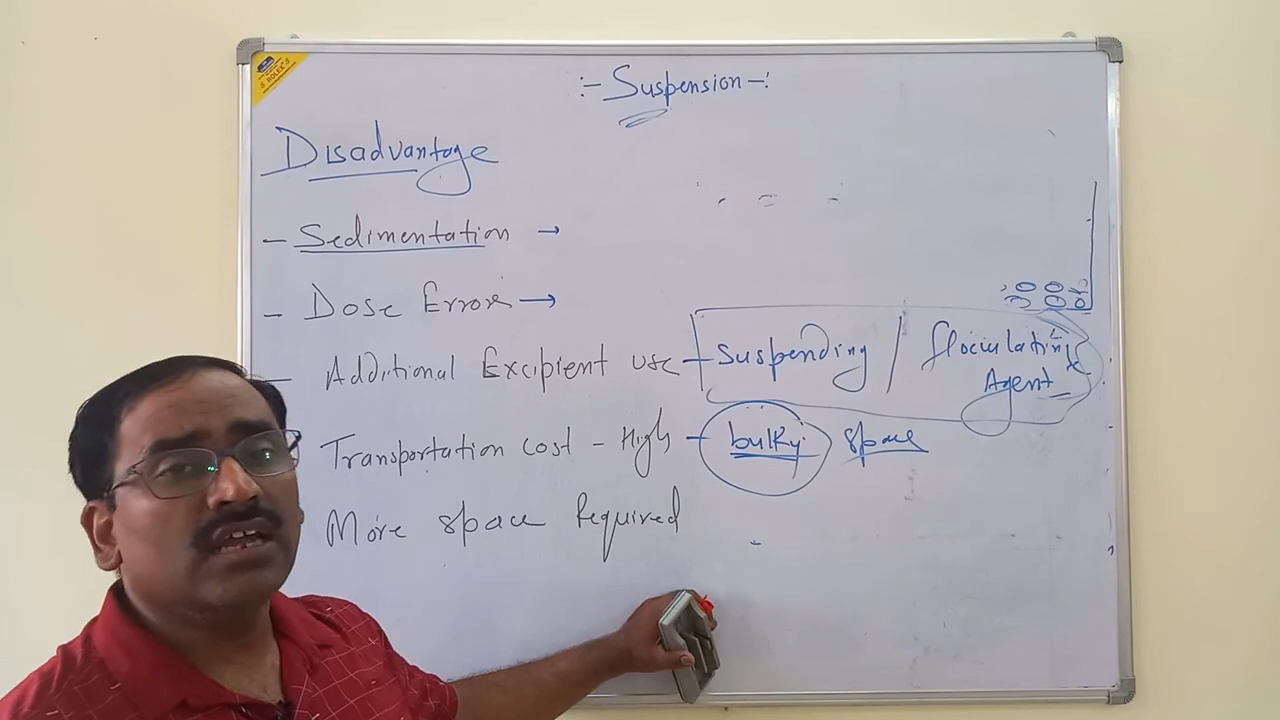 :- Suspension -:
Disadvantage
- Sedimentation →
- Dose Error →
- Additional Excipient use - Suspending / flocculating Agent
Transportation cost - High - bulky space
More space Required
ROLEX